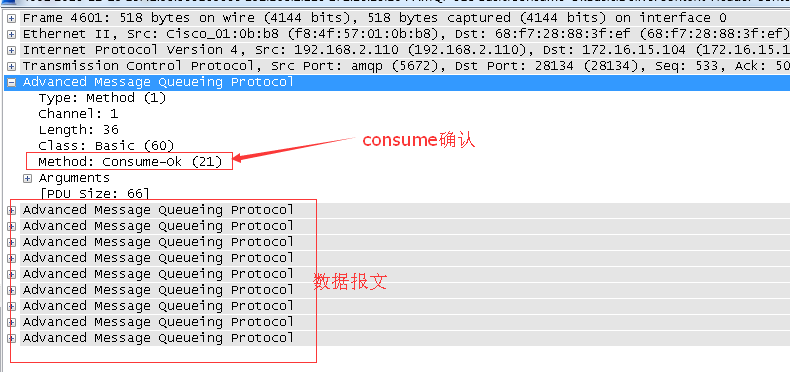 Frame 4601: 518 bytes on wire (4144 bits), 518 bytes captured (4144 bits) on interface 0
Ethernet II, Src: Cisco_01:0b:b8 (f8:4f:57:01:0b:b8), Dst: 68:f7:28:88:3f:ef (68:f7:28:88:3f:ef)
Internet Protocol Version 4, Src: 192.168.2.110 (192.168.2.110), Dst: 172.16.15.104 (172.16.15.1
Transmission Control Protocol, Src Port: amqp (5672), Dst Port: 28134 (28134), Seq: 533, Ack: 50
Advanced Message Queueing Protocol
Type: Method (1)
Channel: 1
Length: 36
Class: Basic (60)
Method: Consume-Ok (21)
consume确认
Arguments
[PDU Size: 66]
Advanced Message Queueing Protocol
Advanced Message Queueing Protocol
Advanced Message Queueing Protocol
Advanced Message Queueing Protocol
Advanced Message Queueing Protocol
数据报文
Advanced Message Queueing Protocol
Advanced Message Queueing Protocol
Advanced Message Queueing Protocol
Advanced Message Queueing Protocol